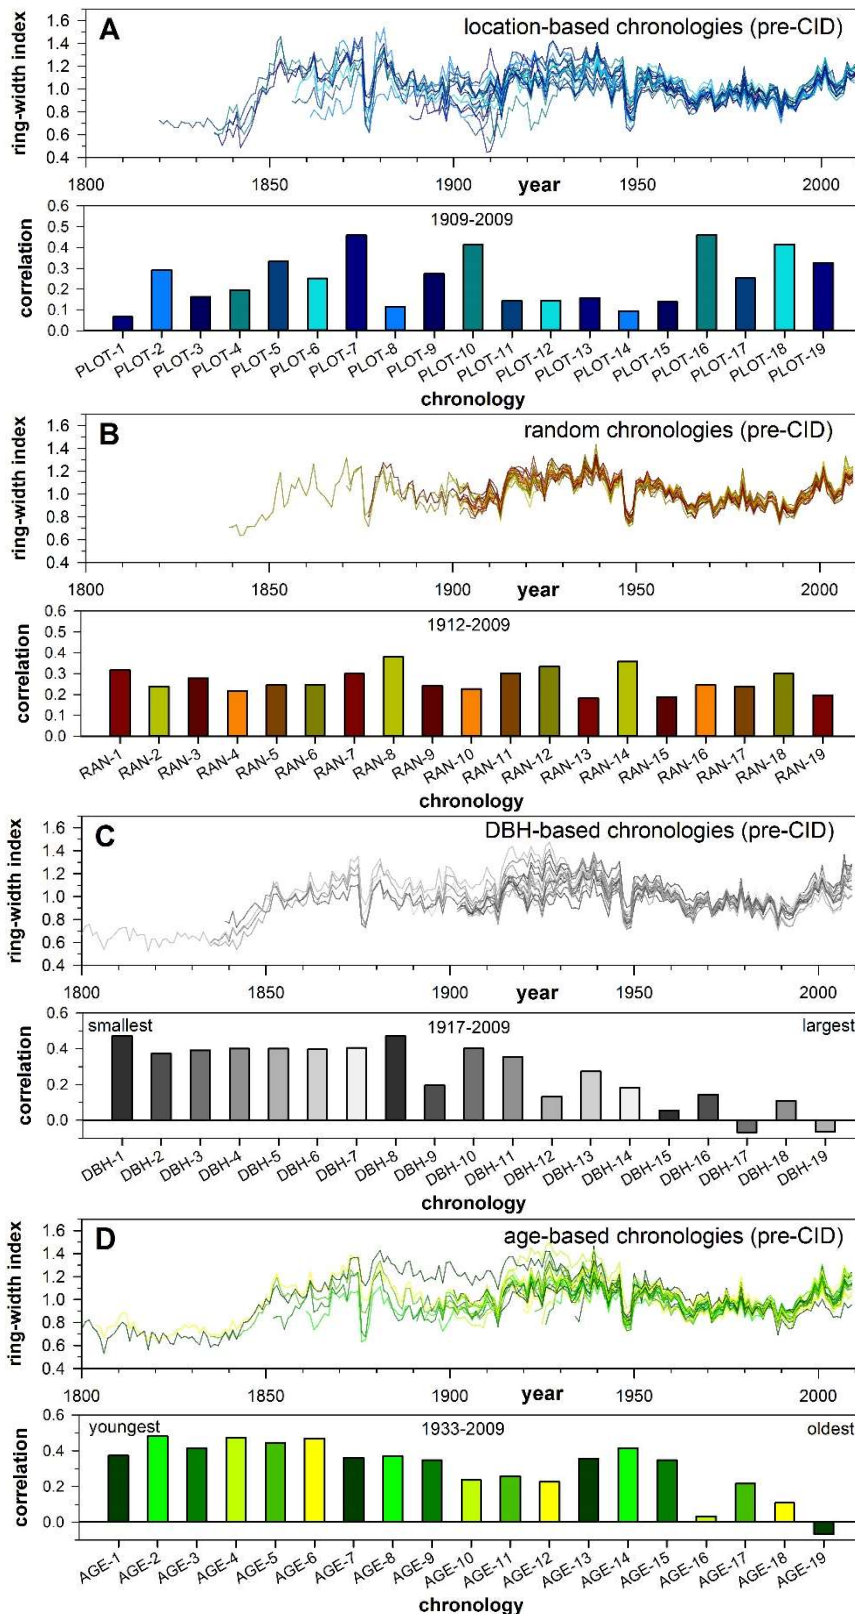 A
location-based chronologies (pre-CID)
ring-width index
1.6
1.4
1.2
1.0
0.8
0.6
0.4
1800 1850 1900 1950 2000
year
0.6
0.5
0.4
0.3
0.2
0.1
0.0
correlation
1909-2009
PLOT-1 PLOT-2 PLOT-3 PLOT-4 PLOT-5 PLOT-6 PLOT-7 PLOT-8 PLOT-9 PLOT-10 PLOT-11 PLOT-12 PLOT-13 PLOT-14 PLOT-15 PLOT-16 PLOT-17 PLOT-18 PLOT-19
chronology
B
random chronologies (pre-CID)
ring-width index
1.6
1.4
1.2
1.0
0.8
0.6
0.4
1800 1850 1900 1950 2000
year
0.6
0.5
0.4
0.3
0.2
0.1
0.0
correlation
1912-2009
RAN-1 RAN-2 RAN-3 RAN-4 RAN-5 RAN-6 RAN-7 RAN-8 RAN-9 RAN-10 RAN-11 RAN-12 RAN-13 RAN-14 RAN-15 RAN-16 RAN-17 RAN-18 RAN-19
chronology
C
DBH-based chronologies (pre-CID)
ring-width index
1.6
1.4
1.2
1.0
0.8
0.6
0.4
1800 1850 1900 1950 2000
year
0.6
0.4
0.2
0.0
correlation
smallest 1917-2009 largest
DBH-1 DBH-2 DBH-3 DBH-4 DBH-5 DBH-6 DBH-7 DBH-8 DBH-9 DBH-10 DBH-11 DBH-12 DBH-13 DBH-14 DBH-15 DBH-16 DBH-17 DBH-18 DBH-19
chronology
D
age-based chronologies (pre-CID)
ring-width index
1.6
1.4
1.2
1.0
0.8
0.6
0.4
1800 1850 1900 1950 2000
year
0.6
0.4
0.2
0.0
correlation
youngest 1933-2009 oldest
AGE-1 AGE-2 AGE-3 AGE-4 AGE-5 AGE-6 AGE-7 AGE-8 AGE-9 AGE-10 AGE-11 AGE-12 AGE-13 AGE-14 AGE-15 AGE-16 AGE-17 AGE-18 AGE-19
chronology